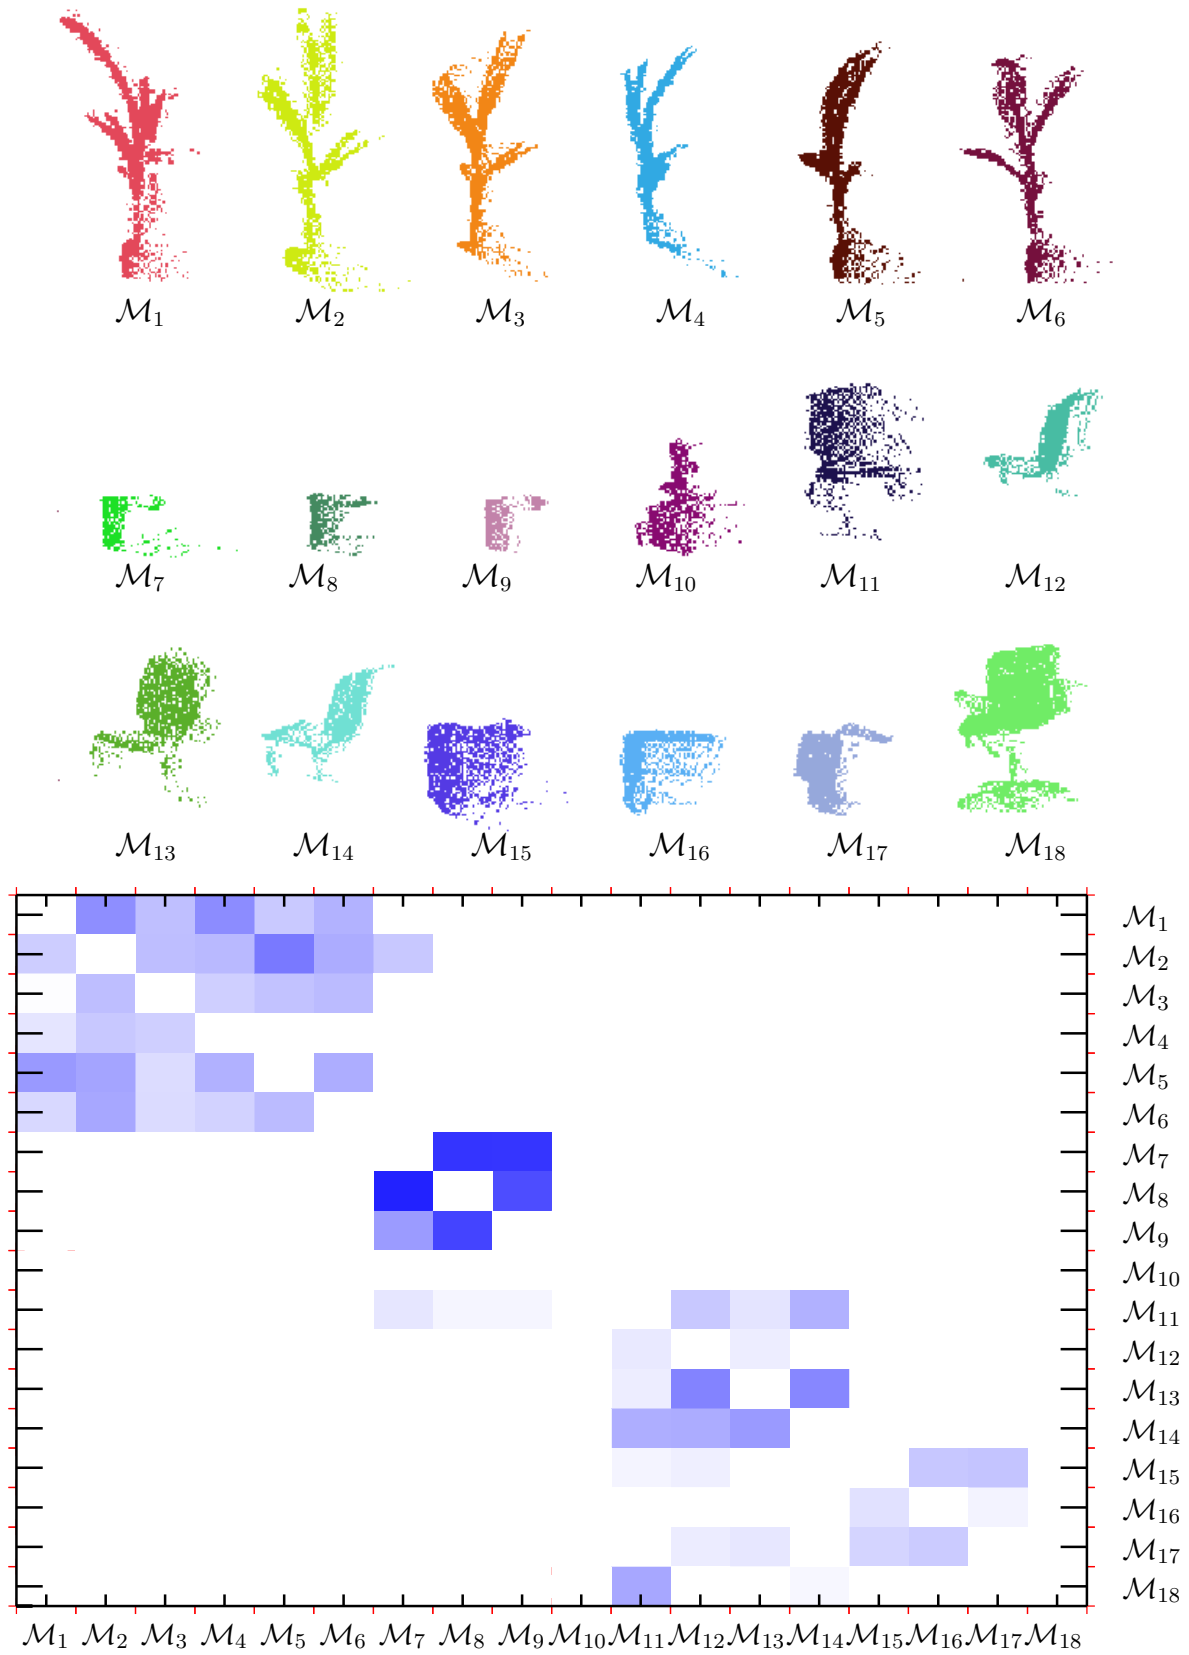 ℳ₁ ℳ₂ ℳ₃ ℳ₄ ℳ₅ ℳ₆
ℳ₇ ℳ₈ ℳ₉ ℳ₁₀ ℳ₁₁ ℳ₁₂
ℳ₁₃ ℳ₁₄ ℳ₁₅ ℳ₁₆ ℳ₁₇ ℳ₁₈
ℳ₁
ℳ₂
ℳ₃
ℳ₄
ℳ₅
ℳ₆
ℳ₇
ℳ₈
ℳ₉
ℳ₁₀
ℳ₁₁
ℳ₁₂
ℳ₁₃
ℳ₁₄
ℳ₁₅
ℳ₁₆
ℳ₁₇
ℳ₁₈
ℳ₁ ℳ₂ ℳ₃ ℳ₄ ℳ₅ ℳ₆ ℳ₇ ℳ₈ ℳ₉ ℳ₁₀ ℳ₁₁ ℳ₁₂ ℳ₁₃ ℳ₁₄ ℳ₁₅ ℳ₁₆ ℳ₁₇ ℳ₁₈